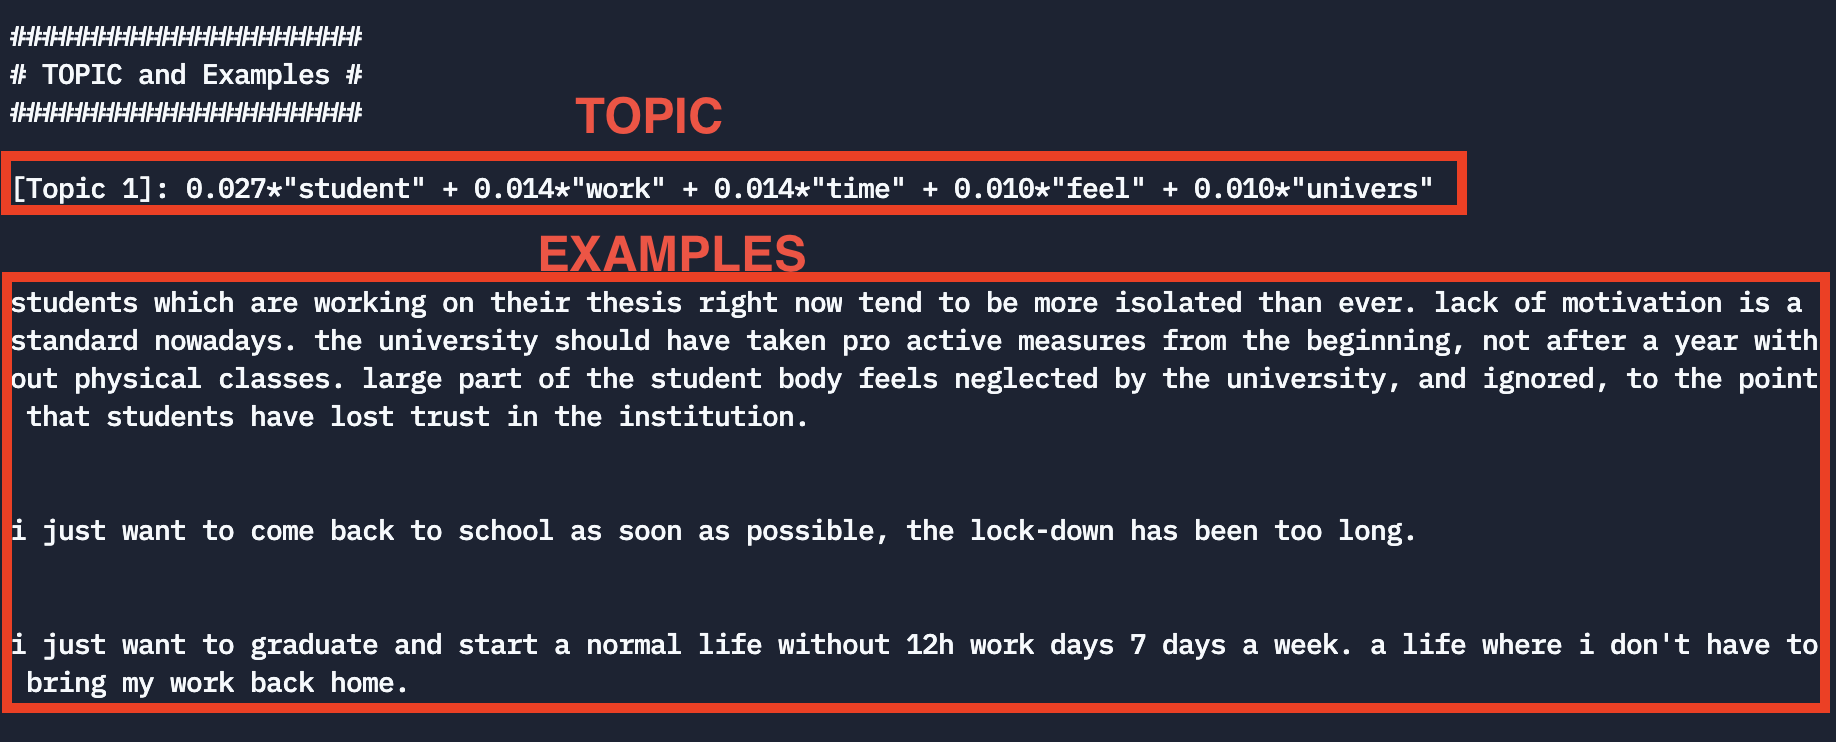 ######################
# TOPIC and Examples #
######################
TOPIC
[Topic 1]: 0.027*"student" + 0.014*"work" + 0.014*"time" + 0.010*"feel" + 0.010*"univers"
EXAMPLES
students which are working on their thesis right now tend to be more isolated than ever. lack of motivation is a
standard nowadays. the university should have taken pro active measures from the beginning, not after a year with
out physical classes. large part of the student body feels neglected by the university, and ignored, to the point
that students have lost trust in the institution.
i just want to come back to school as soon as possible, the lock-down has been too long.
i just want to graduate and start a normal life without 12h work days 7 days a week. a life where i don't have to
bring my work back home.